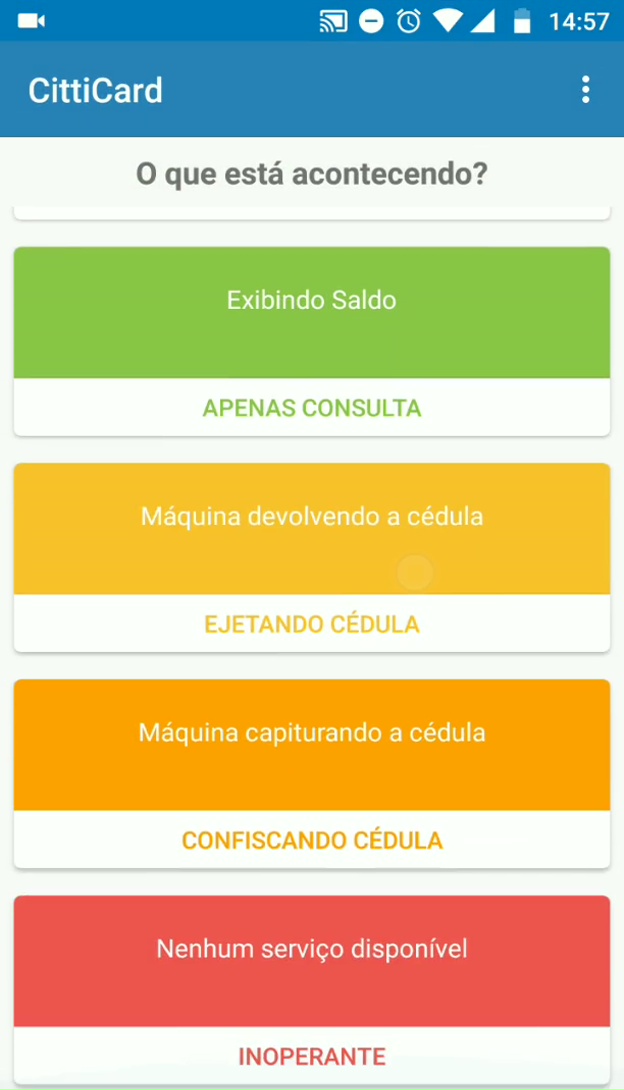 14:57
CittiCard
O que está acontecendo?
Exibindo Saldo
APENAS CONSULTA
Máquina devolvendo a cédula
EJETANDO CÉDULA
Máquina capiturando a cédula
CONFISCANDO CÉDULA
Nenhum serviço disponível
INOPERANTE